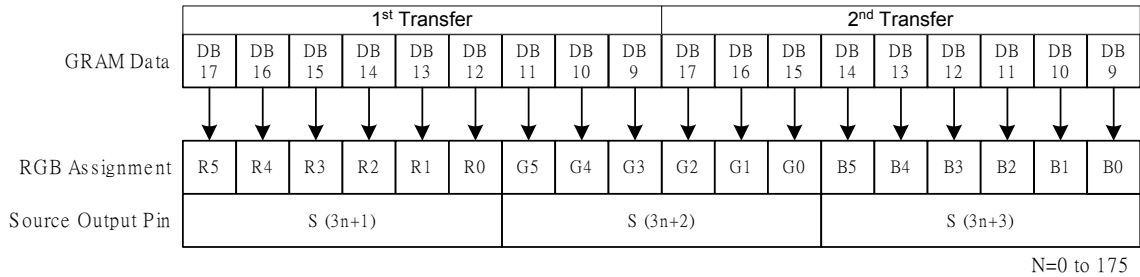 1st Transfer 2nd Transfer
GRAM Data DB 17 DB 16 DB 15 DB 14 DB 13 DB 12 DB 11 DB 10 DB 9 DB 17 DB 16 DB 15 DB 14 DB 13 DB 12 DB 11 DB 10 DB 9
RGB Assignment R5 R4 R3 R2 R1 R0 G5 G4 G3 G2 G1 G0 B5 B4 B3 B2 B1 B0
Source Output Pin S (3n+1) S (3n+2) S (3n+3)
N=0 to 175